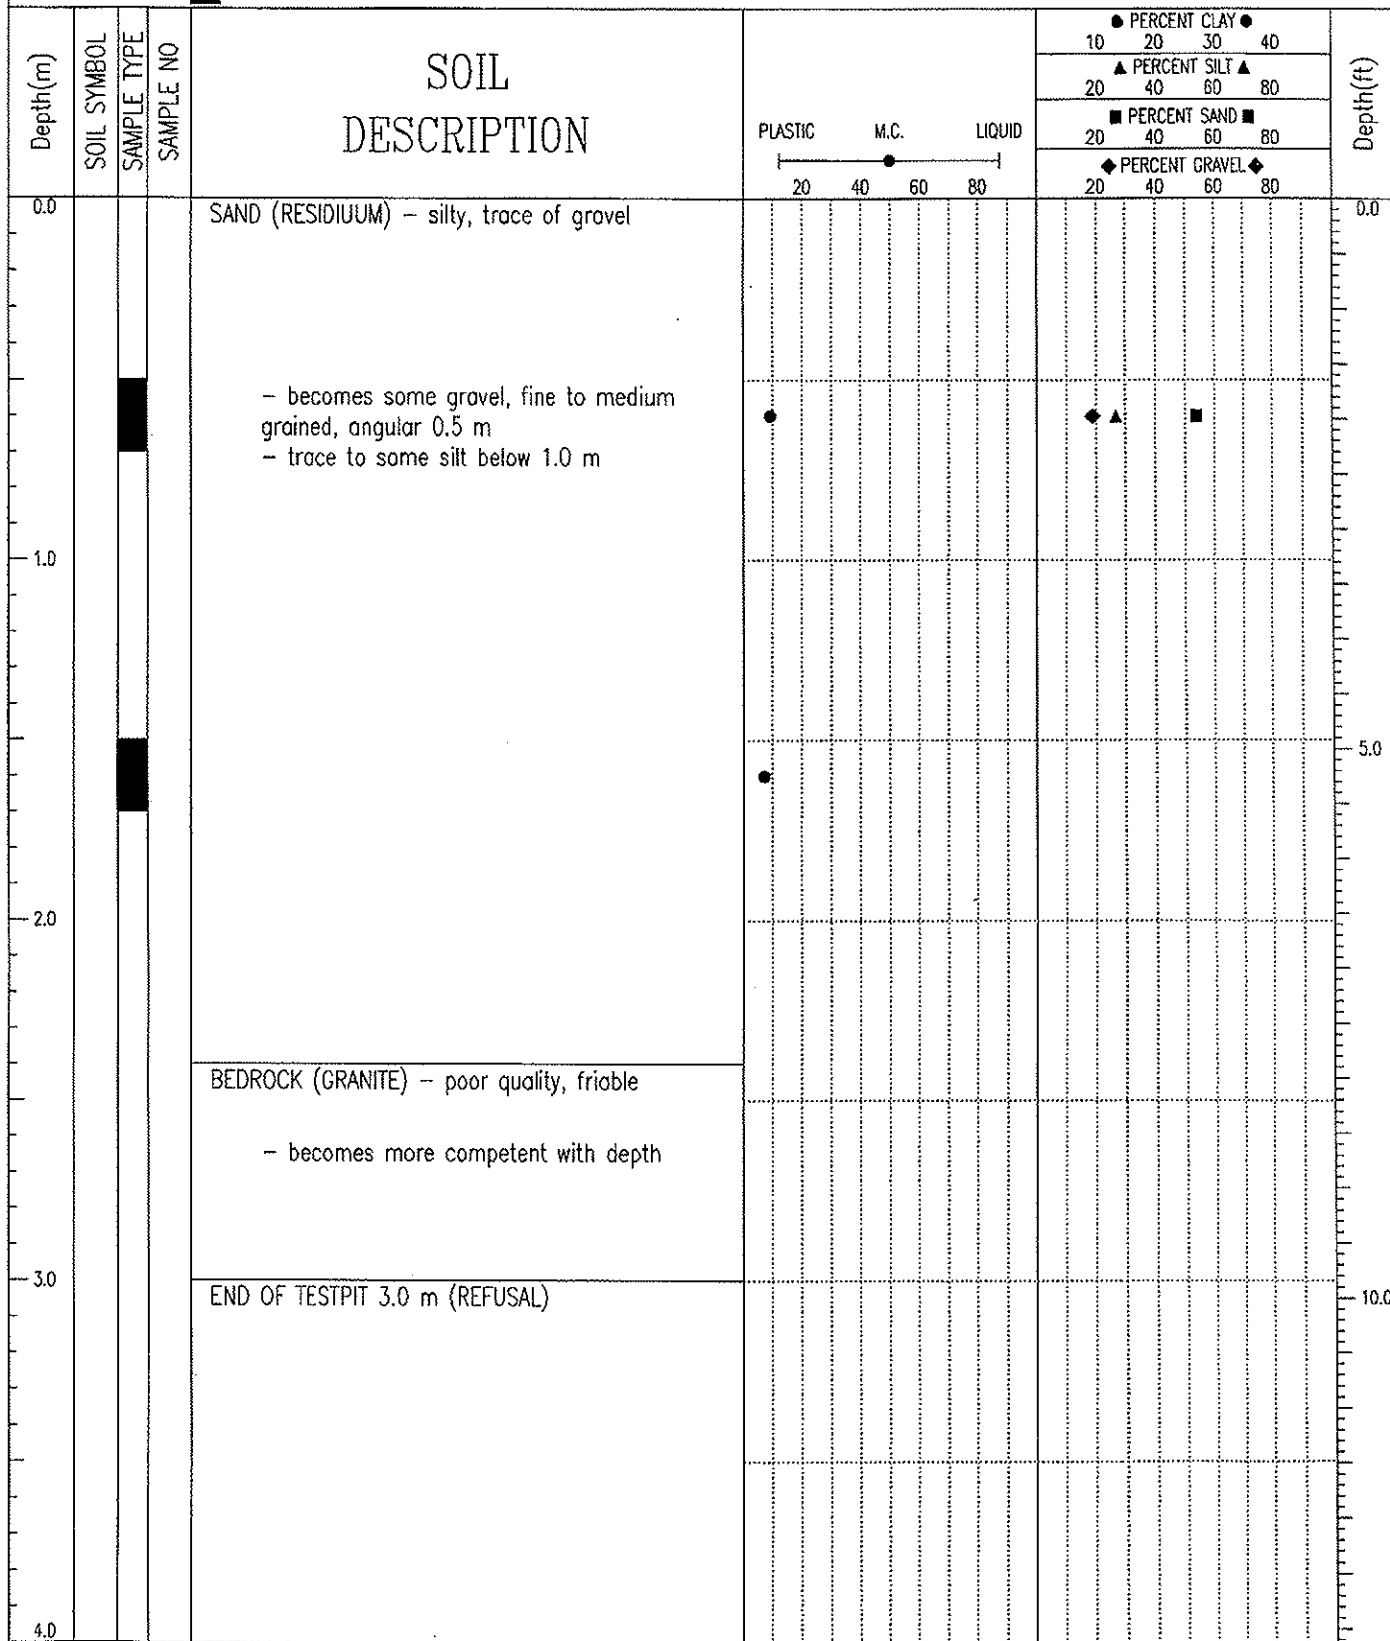 Depth(m)
SOIL SYMBOL
SAMPLE TYPE
SAMPLE NO
SOIL
DESCRIPTION
PLASTIC M.C. LIQUID
20 40 60 80
● PERCENT CLAY ●
10 20 30 40
▲ PERCENT SILT ▲
20 40 60 80
■ PERCENT SAND ■
20 40 60 80
◆ PERCENT GRAVEL ◆
20 40 60 80
Depth(ft)
0.0
SAND (RESIDIUUM) – silty, trace of gravel
0.0
– becomes some gravel, fine to medium
grained, angular 0.5 m
– trace to some silt below 1.0 m
1.0
5.0
2.0
BEDROCK (GRANITE) – poor quality, friable
– becomes more competent with depth
3.0
END OF TESTPIT 3.0 m (REFUSAL)
10.0
4.0